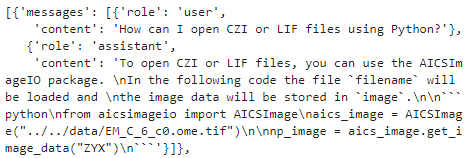 [{'messages': [{'role': 'user',
'content': 'How can I open CZI or LIF files using Python?'},
{'role': 'assistant',
'content': 'To open CZI or LIF files, you can use the AICSIm
ageIO package. \nIn the following code the file `filename` will
be loaded and \nthe image data will be stored in `image`.\n\n```
python\nfrom aicsimageio import AICSImage\naics_image = AICSImag
e("../../data/EM_C_6_c0.ome.tif")\n\nnp_image = aics_image.get_i
mage_data("ZYX")\n```'}]},